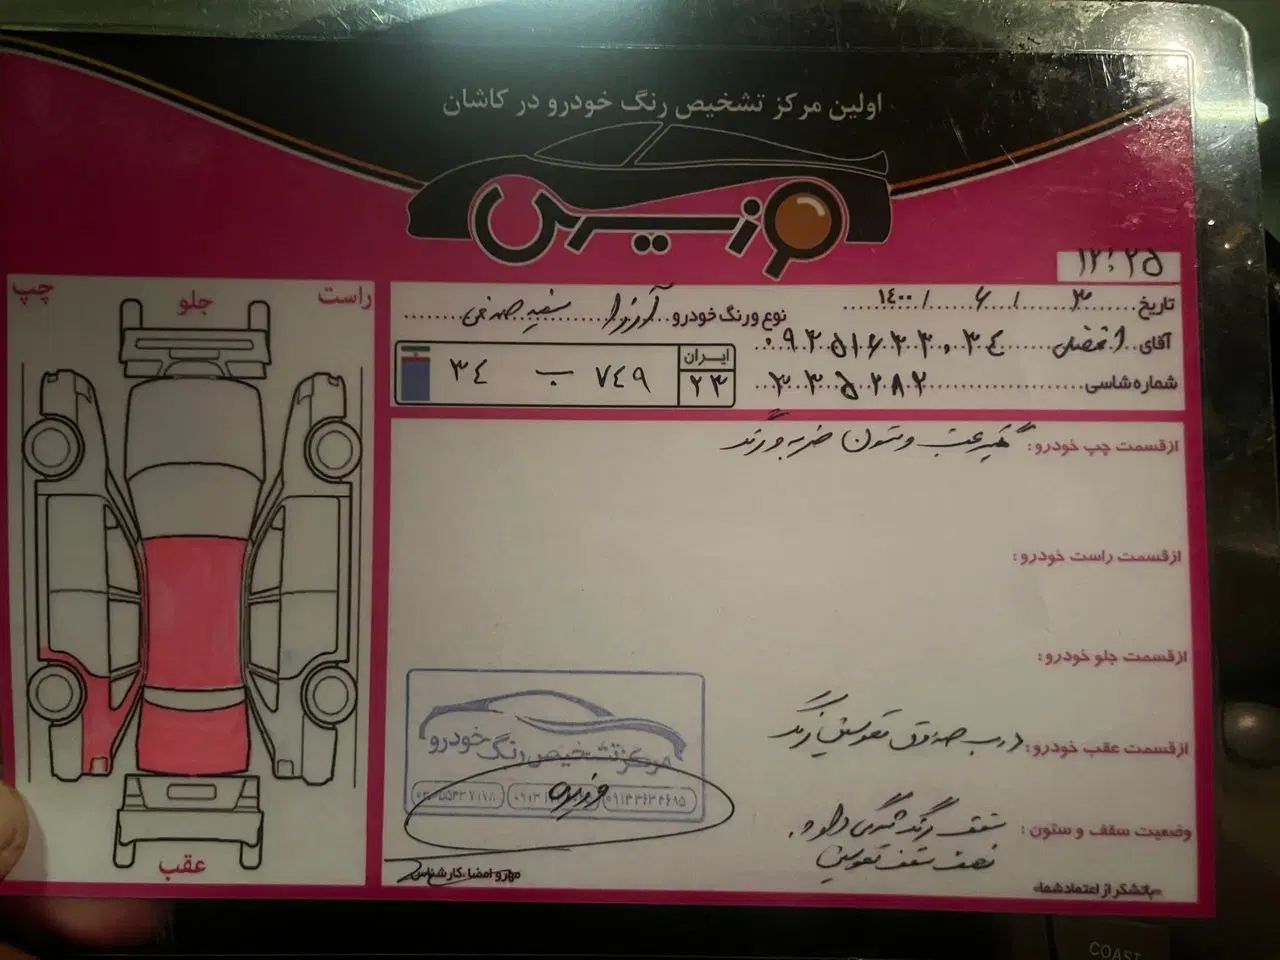 اولین مرکز تشخیص رنگ خودرو در کاشان
۱۲:۲۵
تاریخ ۳ / ۶ / ۱۴۰۰
نوع و رنگ خودرو آزرا سفید صدفی
آقای
شماره شاسی ۳۳۵۲۸۲
ایران
۲۳
۷۴۹ ب ۳۴
چپ
جلو
راست
عقب
از قسمت چپ خودرو: گلگیر عقب و ستون ضربه و رنگ
از قسمت راست خودرو:
از قسمت جلو خودرو:
از قسمت عقب خودرو: درب صندوق تعویض رنگ
وضعیت سقف و ستون: سقف رنگ دارد
نصف سقف تعویض
مرکز تشخیص رنگ خودرو
مهر و امضاء کارشناس
«باتشکر از اعتماد شما»
COAST